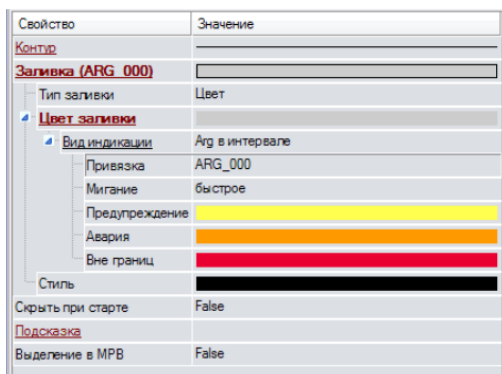 Свойство Значение
Контур
Заливка (ARG_000)
Тип заливки Цвет
Цвет заливки
Вид индикации Arg в интервале
Привязка ARG_000
Мигание быстрое
Предупреждение
Авария
Вне границ
Стиль
Скрыть при старте False
Подсказка
Выделение в МРВ False